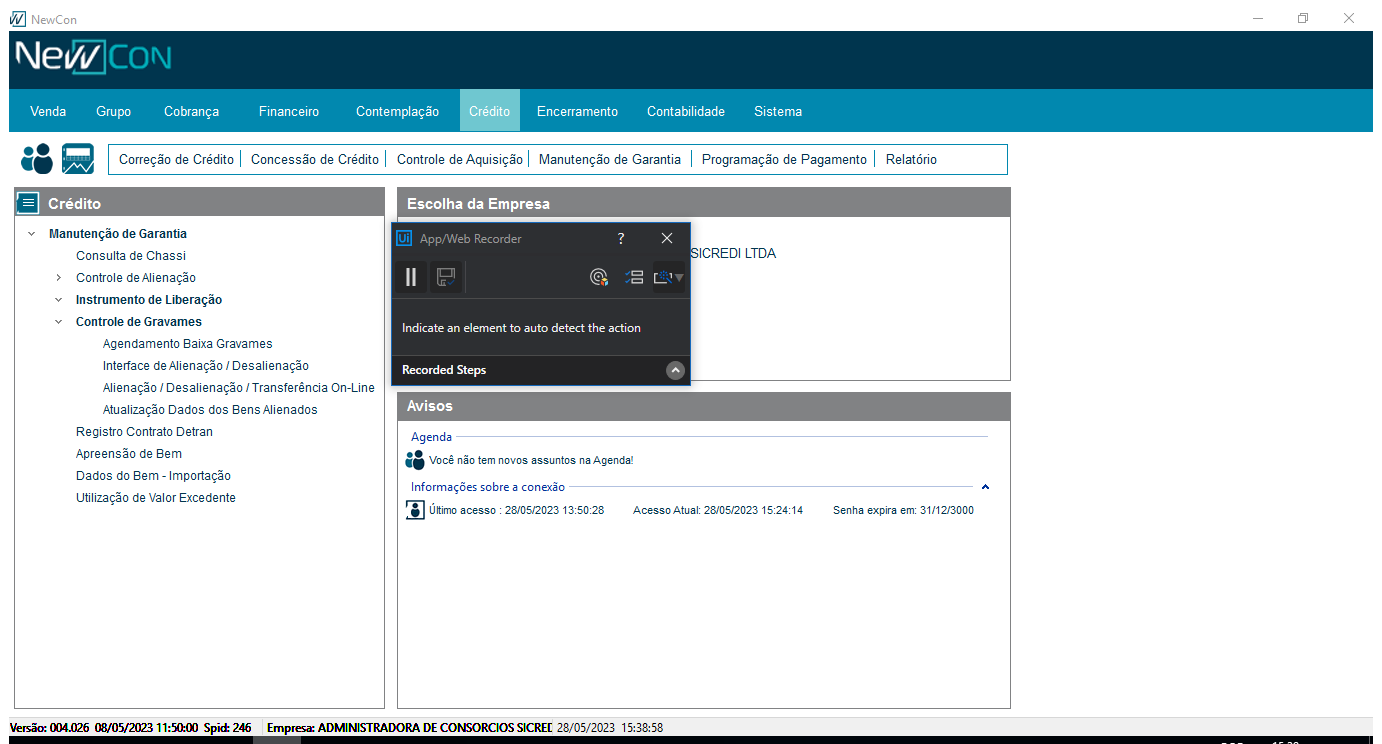 NewCon
NewCon
Venda Grupo Cobrança Financeiro Contemplação Crédito Encerramento Contabilidade Sistema
Correção de Crédito Concessão de Crédito Controle de Aquisição Manutenção de Garantia Programação de Pagamento Relatório
Crédito
Manutenção de Garantia
Consulta de Chassi
Controle de Alienação
Instrumento de Liberação
Controle de Gravames
Agendamento Baixa Gravames
Interface de Alienação / Desalienação
Alienação / Desalienação / Transferência On-Line
Atualização Dados dos Bens Alienados
Registro Contrato Detran
Apreensão de Bem
Dados do Bem - Importação
Utilização de Valor Excedente
Escolha da Empresa
SICREDI LTDA
Ui App/Web Recorder ?
Indicate an element to auto detect the action
Recorded Steps
Avisos
Agenda
Você não tem novos assuntos na Agenda!
Informações sobre a conexão
Último acesso : 28/05/2023 13:50:28 Acesso Atual: 28/05/2023 15:24:14 Senha expira em: 31/12/3000
Versão: 004.026 08/05/2023 11:50:00 Spid: 246 Empresa: ADMINISTRADORA DE CONSORCIOS SICREDI 28/05/2023 15:38:58